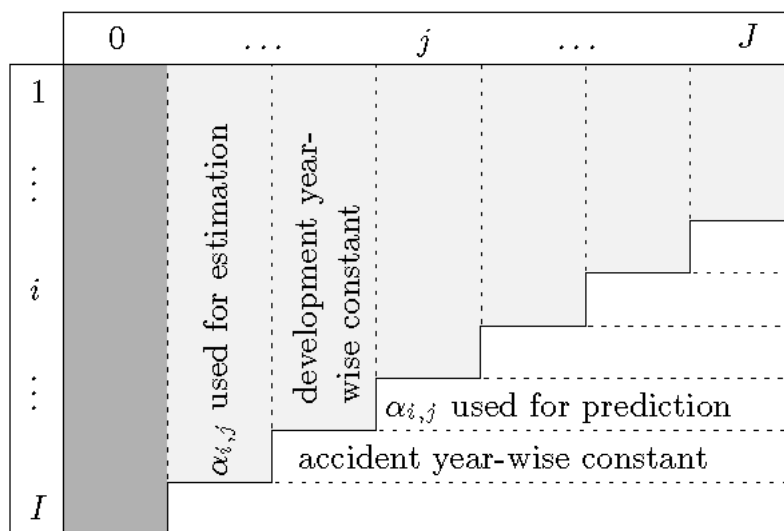 0 ... j ... J
1
⋮
i
⋮
I
α_{i,j} used for estimation
development year-
wise constant
α_{i,j} used for prediction
accident year-wise constant